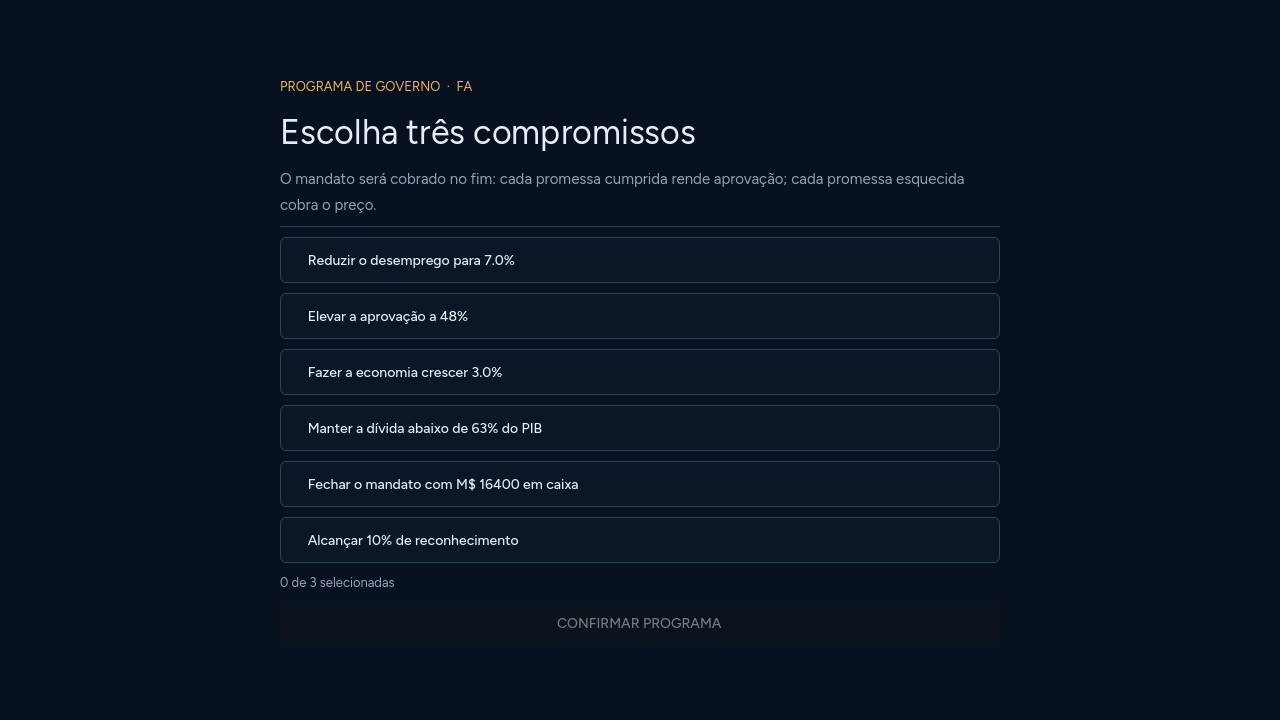 PROGRAMA DE GOVERNO · FA
Escolha três compromissos
O mandato será cobrado no fim: cada promessa cumprida rende aprovação; cada promessa esquecida
cobra o preço.
Reduzir o desemprego para 7.0%
Elevar a aprovação a 48%
Fazer a economia crescer 3.0%
Manter a dívida abaixo de 63% do PIB
Fechar o mandato com M$ 16400 em caixa
Alcançar 10% de reconhecimento
0 de 3 selecionadas
CONFIRMAR PROGRAMA